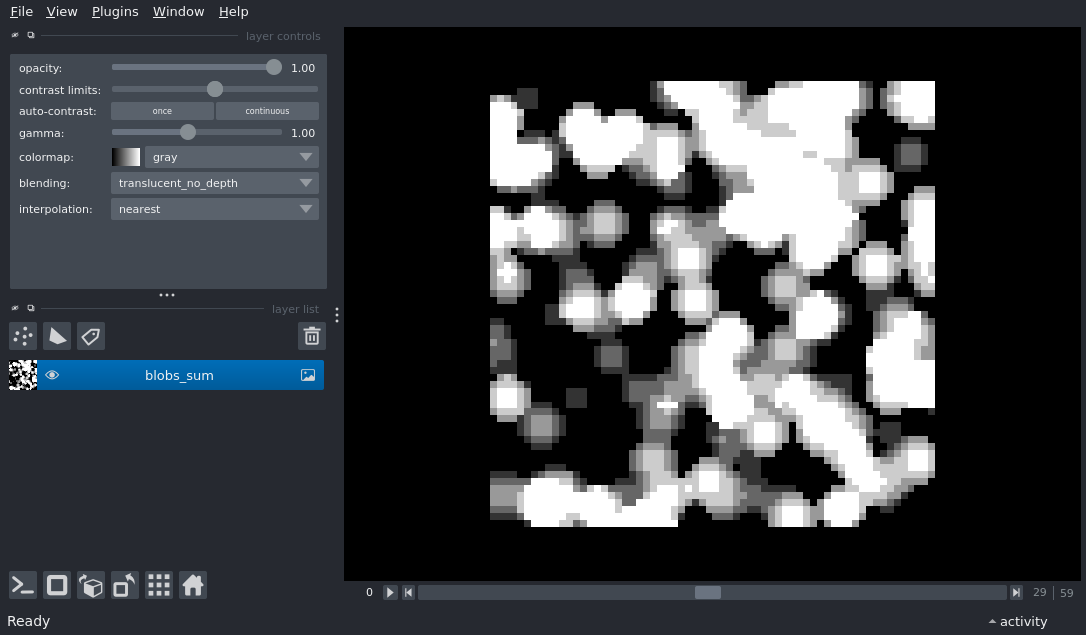 File View Plugins Window Help
layer controls
opacity: 1.00
contrast limits:
auto-contrast: once continuous
gamma: 1.00
colormap: gray
blending: translucent_no_depth
interpolation: nearest
layer list
blobs_sum
0 29 59
Ready activity